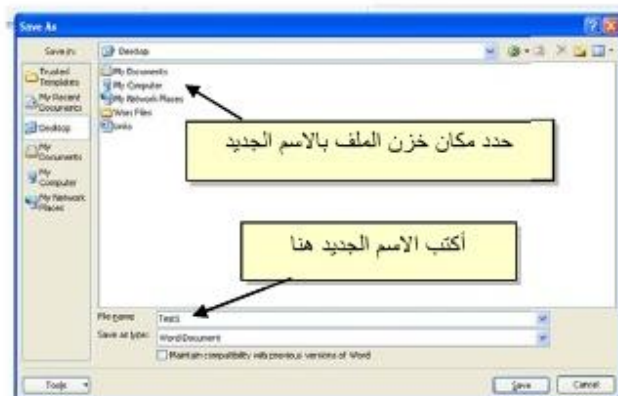 Save As
Save in:
Desktop
Trusted
Templates
My Recent
Documents
Desktop
My
Documents
My
Computer
My Network
Places
My Documents
My Computer
My Network Places
Links
حدد مكان خزن الملف بالاسم الجديد
أكتب الاسم الجديد هنا
File name:
Test1
Save as type:
Word Document
Maintain compatibility with previous versions of Word
Tools
Save
Cancel